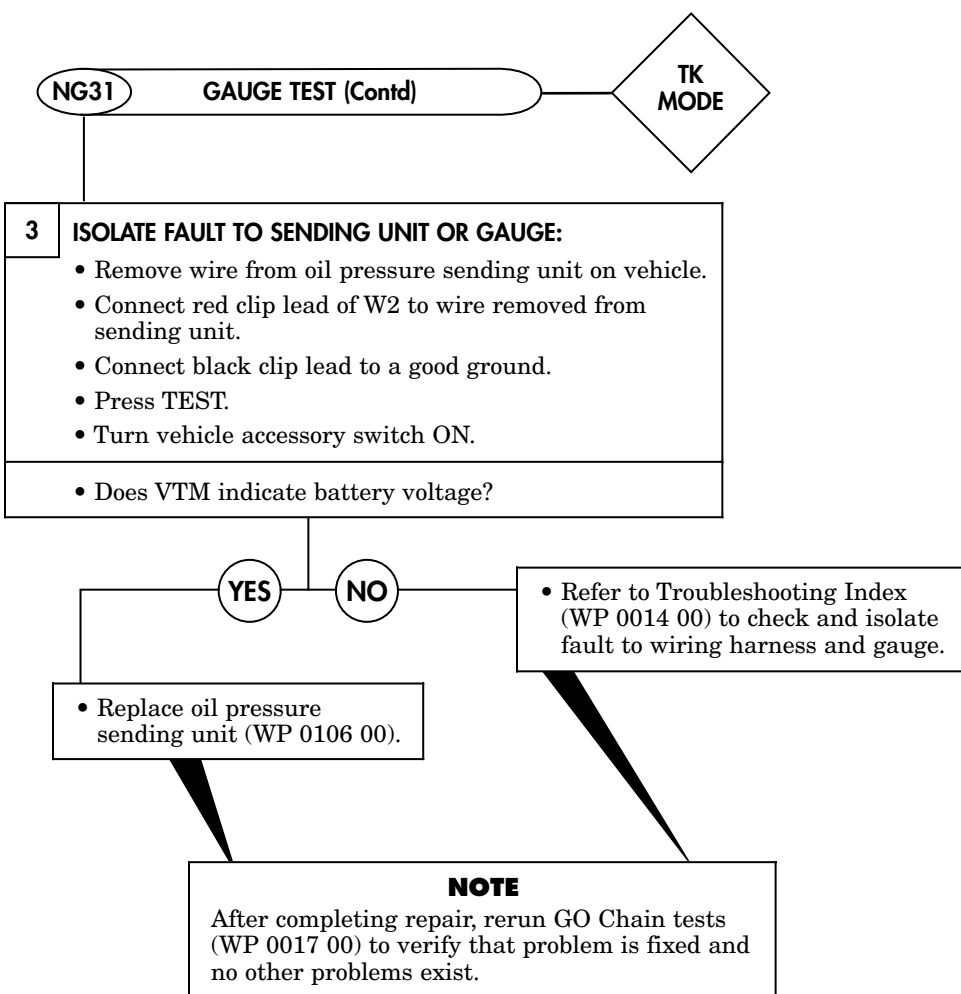 NG31
GAUGE TEST (Contd)
TK
MODE
3
ISOLATE FAULT TO SENDING UNIT OR GAUGE:
• Remove wire from oil pressure sending unit on vehicle.
• Connect red clip lead of W2 to wire removed from
sending unit.
• Connect black clip lead to a good ground.
• Press TEST.
• Turn vehicle accessory switch ON.
• Does VTM indicate battery voltage?
YES
NO
• Refer to Troubleshooting Index
(WP 0014 00) to check and isolate
fault to wiring harness and gauge.
• Replace oil pressure
sending unit (WP 0106 00).
NOTE
After completing repair, rerun GO Chain tests
(WP 0017 00) to verify that problem is fixed and
no other problems exist.